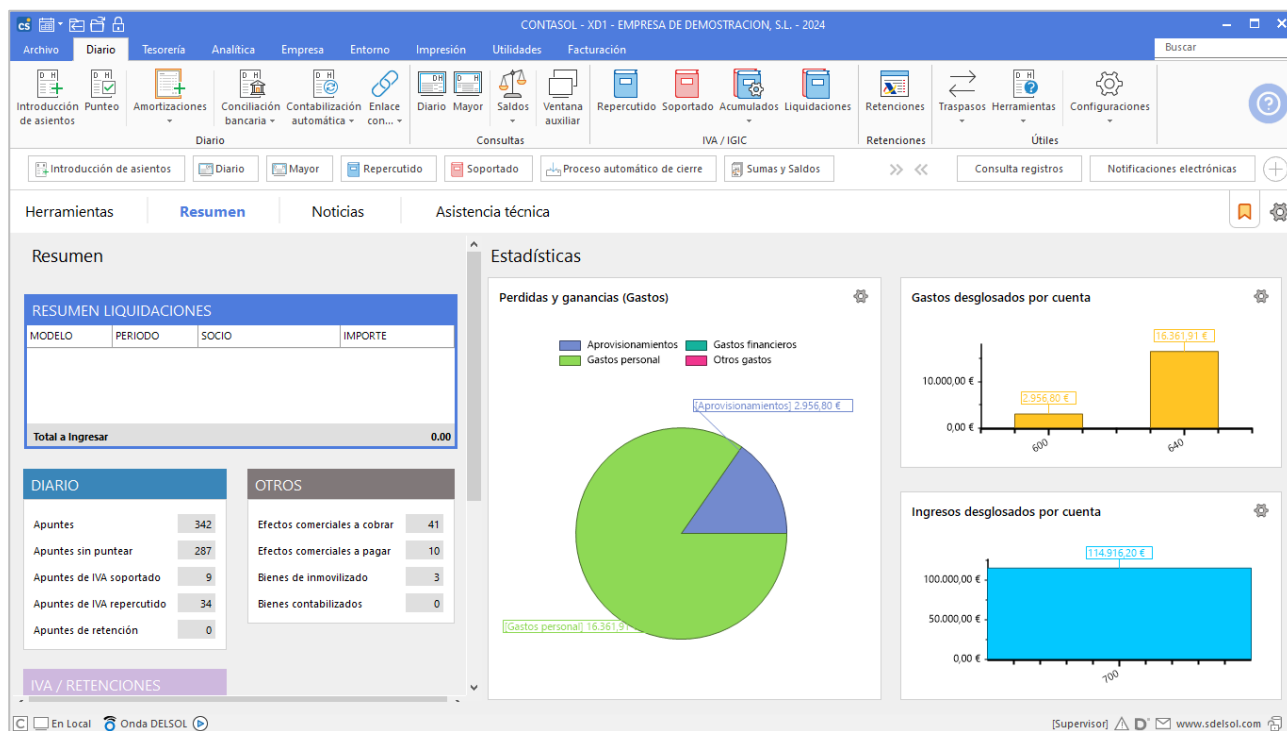 cs
CONTASOL - XD1 - EMPRESA DE DEMOSTRACION, S.L. - 2024
Archivo Diario Tesorería Analítica Empresa Entorno Impresión Utilidades Facturación Buscar
Introducción de asientos
Punteo
Amortizaciones
Conciliación bancaria
Contabilización automática
Enlace con...
Diario
Mayor
Saldos
Ventana auxiliar
Repercutido
Soportado
Acumulados
Liquidaciones
Retenciones
Traspasos
Herramientas
Configuraciones
Diario Consultas IVA / IGIC Retenciones Útiles
Introducción de asientos Diario Mayor Repercutido Soportado Proceso automático de cierre Sumas y Saldos Consulta registros Notificaciones electrónicas
Herramientas Resumen Noticias Asistencia técnica
Resumen
RESUMEN LIQUIDACIONES
MODELO PERIODO SOCIO IMPORTE
Total a Ingresar 0.00
DIARIO
Apuntes 342
Apuntes sin puntear 287
Apuntes de IVA soportado 9
Apuntes de IVA repercutido 34
Apuntes de retención 0
OTROS
Efectos comerciales a cobrar 41
Efectos comerciales a pagar 10
Bienes de inmovilizado 3
Bienes contabilizados 0
IVA / RETENCIONES
Estadísticas
Perdidas y ganancias (Gastos)
Aprovisionamientos Gastos financieros
Gastos personal Otros gastos
[Aprovisionamientos] 2.956,80 €
[Gastos personal] 16.361,91
Gastos desglosados por cuenta
16.361,91 €
10.000,00 €
2.956,80 €
0,00 €
600 640
Ingresos desglosados por cuenta
114.916,20 €
100.000,00 €
50.000,00 €
0,00 €
700
C En Local Onda DELSOL [Supervisor] D www.sdelsol.com